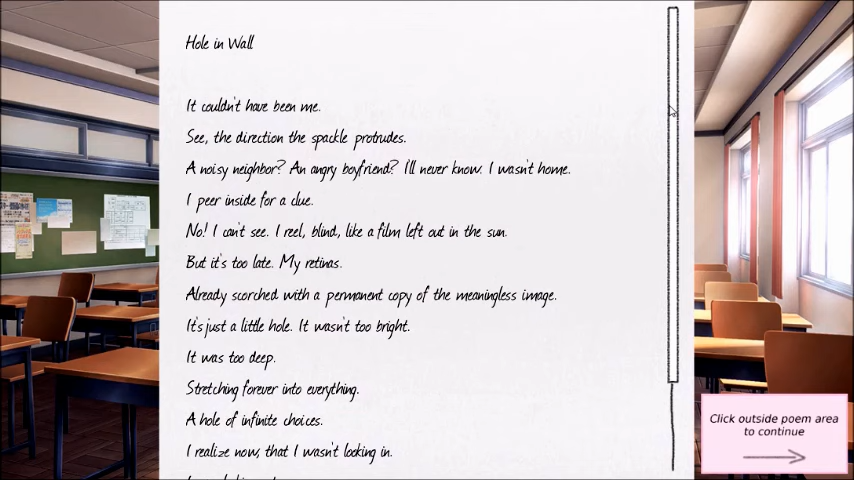 Hole in Wall
It couldn't have been me.
See, the direction the spackle protrudes.
A noisy neighbor? An angry boyfriend? I'll never know. I wasn't home.
I peer inside for a clue.
No! I can't see. I reel, blind, like a film left out in the sun.
But it's too late. My retinas.
Already scorched with a permanent copy of the meaningless image.
It's just a little hole. It wasn't too bright.
It was too deep.
Stretching forever into everything.
A hole of infinite choices.
I realize now, that I wasn't looking in.
Click outside poem area
to continue